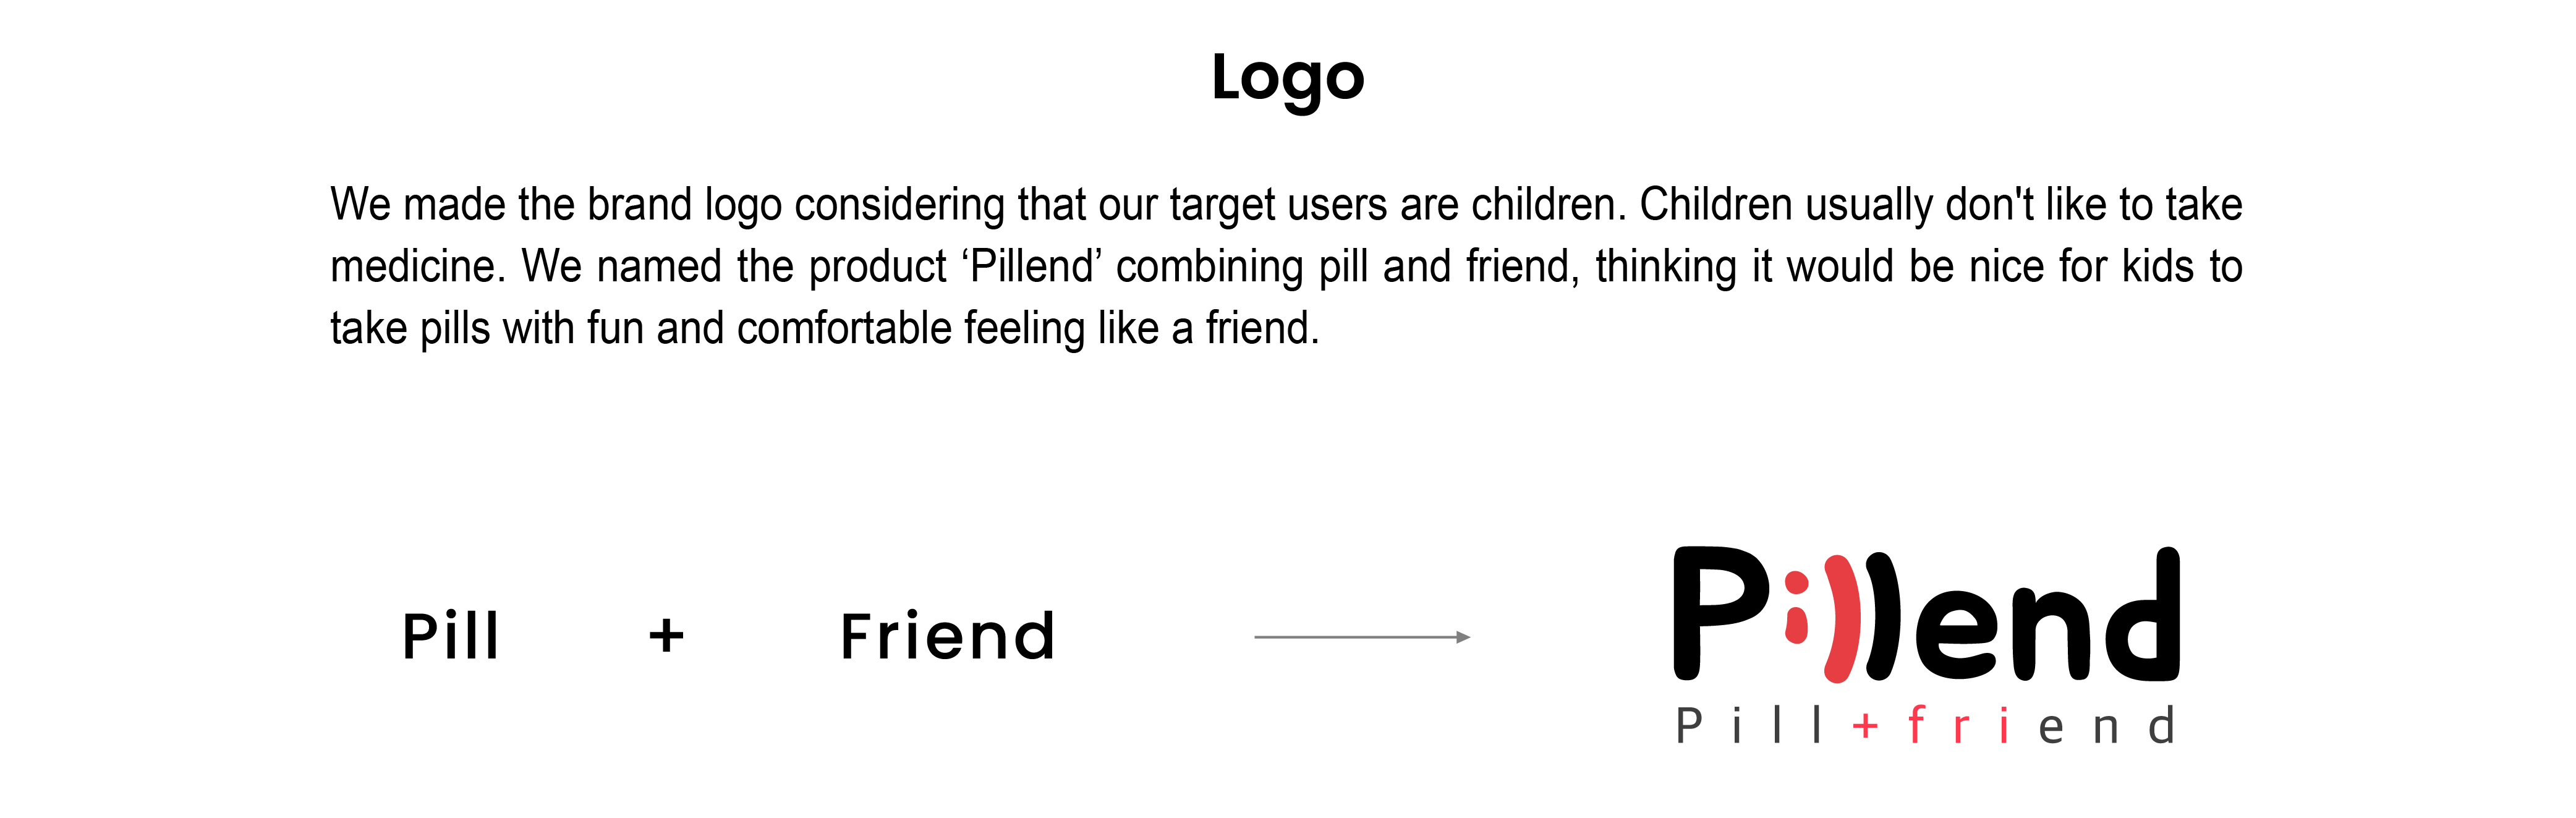 Logo
We made the brand logo considering that our target users are children. Children usually don't like to take
medicine. We named the product ‘Pillend’ combining pill and friend, thinking it would be nice for kids to
take pills with fun and comfortable feeling like a friend.
Pill + Friend
Pillend
Pill+friend